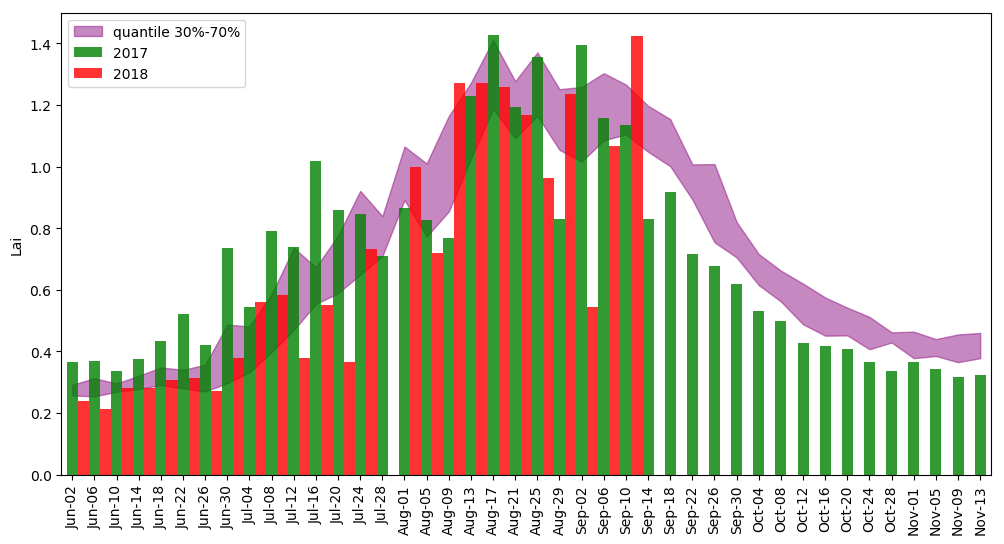 quantile 30%-70%
2017
2018
Lai
1.4
1.2
1.0
0.8
0.6
0.4
0.2
0.0
Jun-02
Jun-06
Jun-10
Jun-14
Jun-18
Jun-22
Jun-26
Jun-30
Jul-04
Jul-08
Jul-12
Jul-16
Jul-20
Jul-24
Jul-28
Aug-01
Aug-05
Aug-09
Aug-13
Aug-17
Aug-21
Aug-25
Aug-29
Sep-02
Sep-06
Sep-10
Sep-14
Sep-18
Sep-22
Sep-26
Sep-30
Oct-04
Oct-08
Oct-12
Oct-16
Oct-20
Oct-24
Oct-28
Nov-01
Nov-05
Nov-09
Nov-13